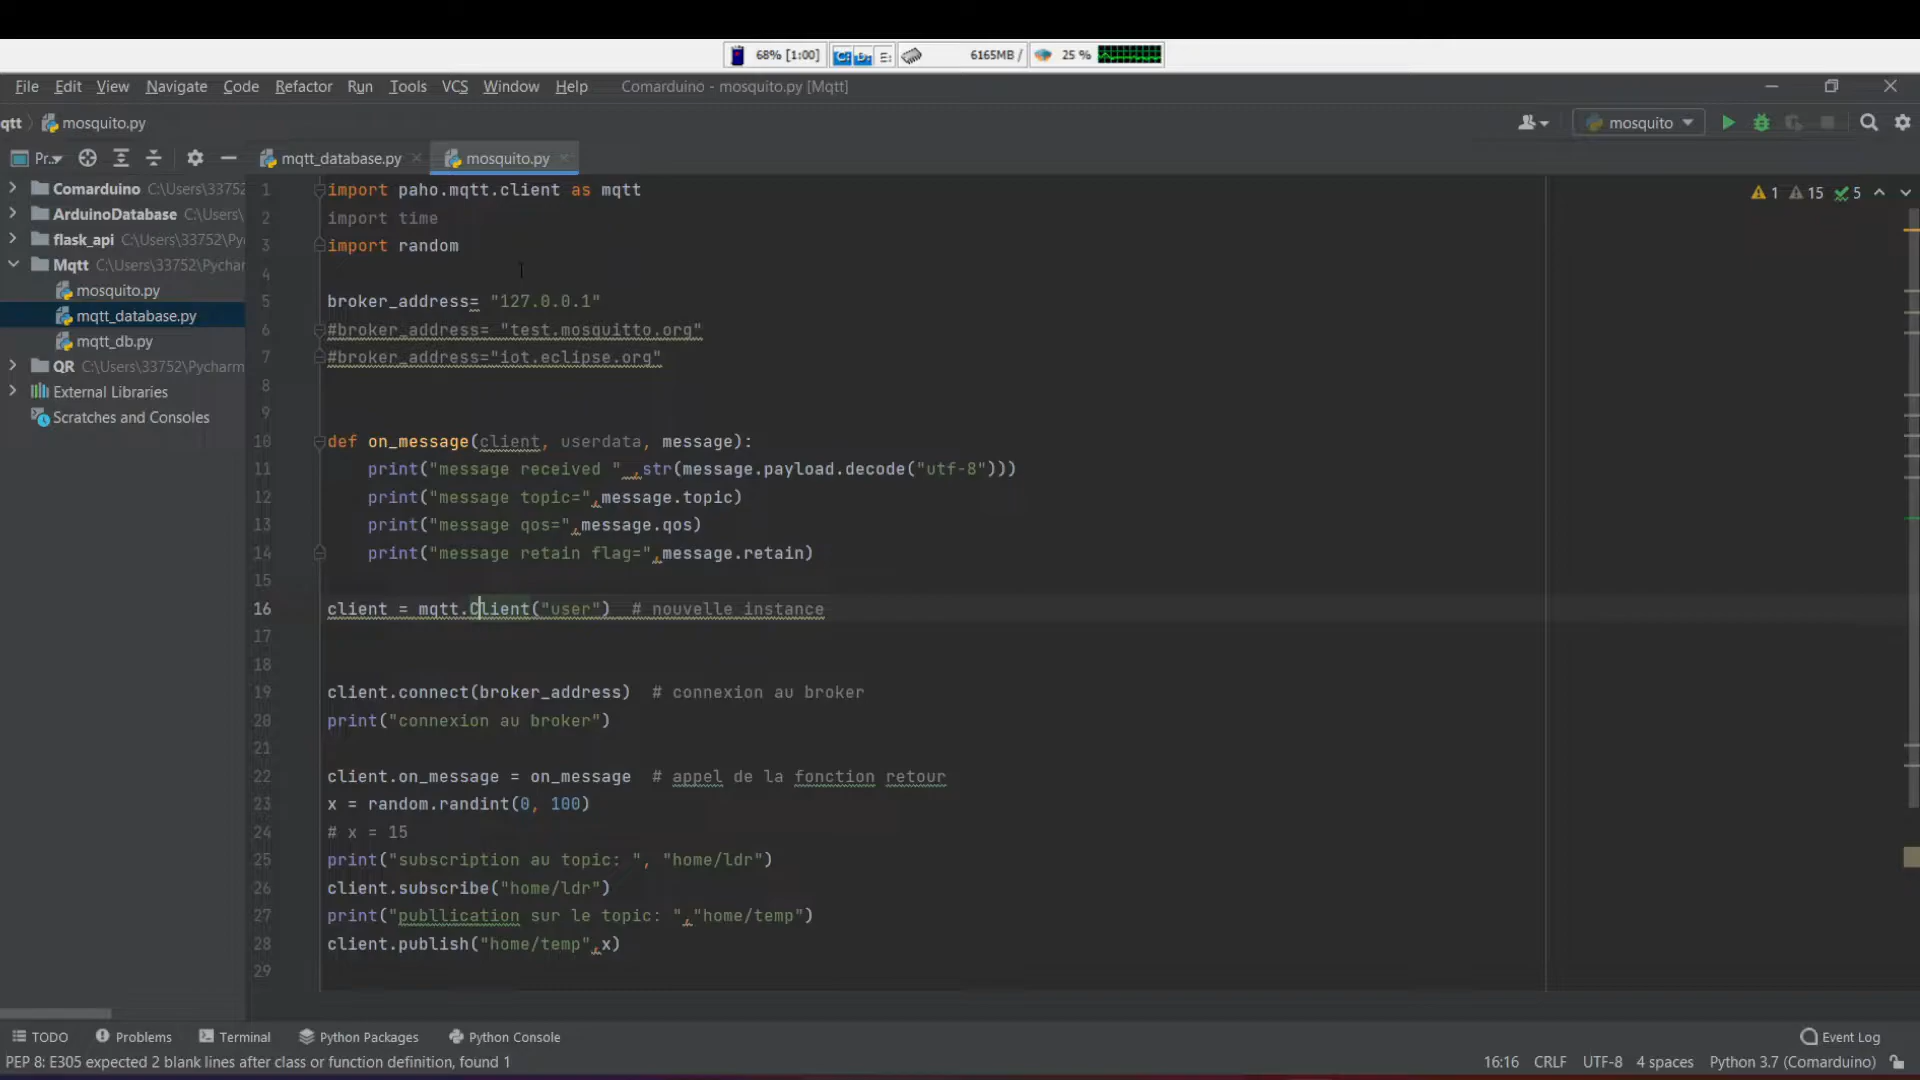 68% [1:00] C: D: E: 6165MB / 25 %
File Edit View Navigate Code Refactor Run Tools VCS Window Help Comarduino - mosquito.py [Mqtt]
qtt mosquito.py mosquito
Pr... mqtt_database.py mosquito.py
Comarduino C:\Users\33752
ArduinoDatabase C:\Users\
flask_api C:\Users\33752\Py
Mqtt C:\Users\33752\Pychar
mosquito.py
mqtt_database.py
mqtt_db.py
QR C:\Users\33752\Pycharm
External Libraries
Scratches and Consoles
1 15 5
1 import paho.mqtt.client as mqtt
2 import time
3 import random
4
5 broker_address= "127.0.0.1"
6 #broker_address= "test.mosquitto.org"
7 #broker_address="iot.eclipse.org"
8
9
10 def on_message(client, userdata, message):
11 print("message received " ,str(message.payload.decode("utf-8")))
12 print("message topic=",message.topic)
13 print("message qos=",message.qos)
14 print("message retain flag=",message.retain)
15
16 client = mqtt.Client("user") # nouvelle instance
17
18
19 client.connect(broker_address) # connexion au broker
20 print("connexion au broker")
21
22 client.on_message = on_message # appel de la fonction retour
23 x = random.randint(0, 100)
24 # x = 15
25 print("subscription au topic: ", "home/ldr")
26 client.subscribe("home/ldr")
27 print("publlication sur le topic: ","home/temp")
28 client.publish("home/temp",x)
29
TODO Problems Terminal Python Packages Python Console Event Log
PEP 8: E305 expected 2 blank lines after class or function definition, found 1 16:16 CRLF UTF-8 4 spaces Python 3.7 (Comarduino)